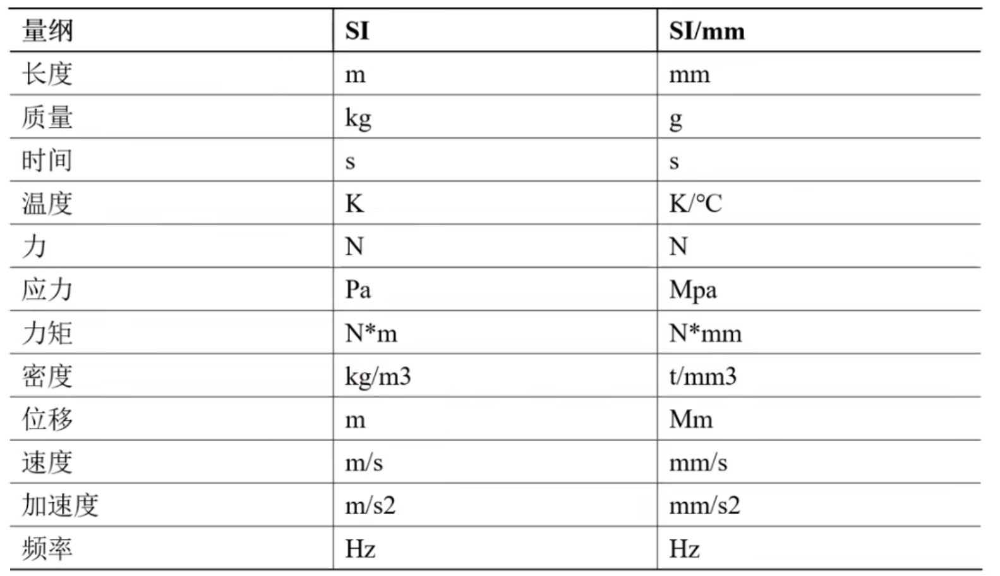 量纲 SI SI/mm
长度 m mm
质量 kg g
时间 s s
温度 K K/°C
力 N N
应力 Pa Mpa
力矩 N*m N*mm
密度 kg/m3 t/mm3
位移 m Mm
速度 m/s mm/s
加速度 m/s2 mm/s2
频率 Hz Hz